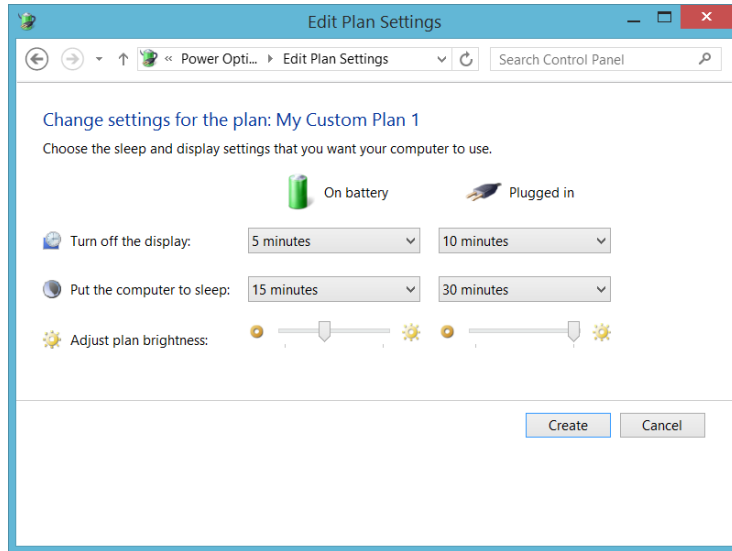 Edit Plan Settings
« Power Opti... Edit Plan Settings Search Control Panel
Change settings for the plan: My Custom Plan 1
Choose the sleep and display settings that you want your computer to use.
On battery Plugged in
Turn off the display: 5 minutes 10 minutes
Put the computer to sleep: 15 minutes 30 minutes
Adjust plan brightness:
Create Cancel